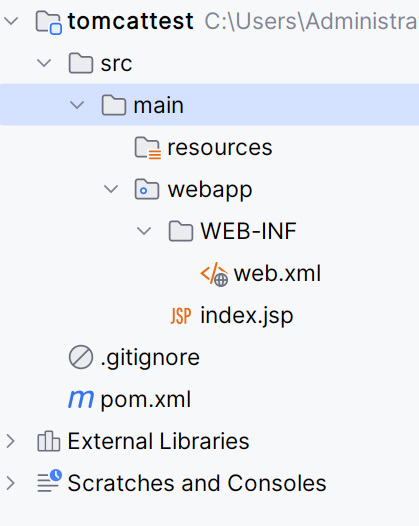 tomcattest C:\Users\Administra
src
main
resources
webapp
WEB-INF
web.xml
JSP index.jsp
.gitignore
m pom.xml
External Libraries
Scratches and Consoles